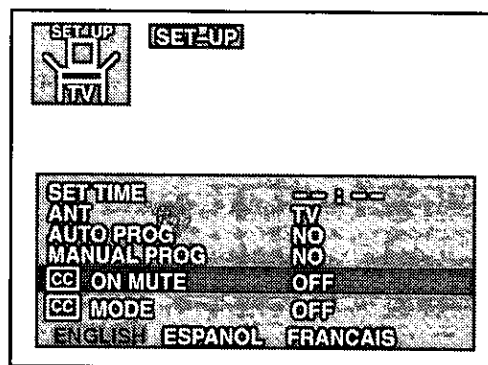 SET-UP
TV
SET-UP
SET TIME --:--
ANT TV
AUTO PROG NO
MANUAL PROG NO
CC ON MUTE OFF
CC MODE OFF
ENGLISH ESPANOL FRANCAIS